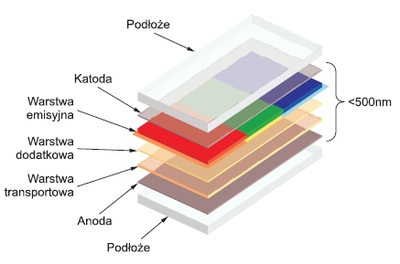 Podłoże
Katoda
Warstwa
emisyjna
Warstwa
dodatkowa
Warstwa
transportowa
Anoda
Podłoże
<500nm